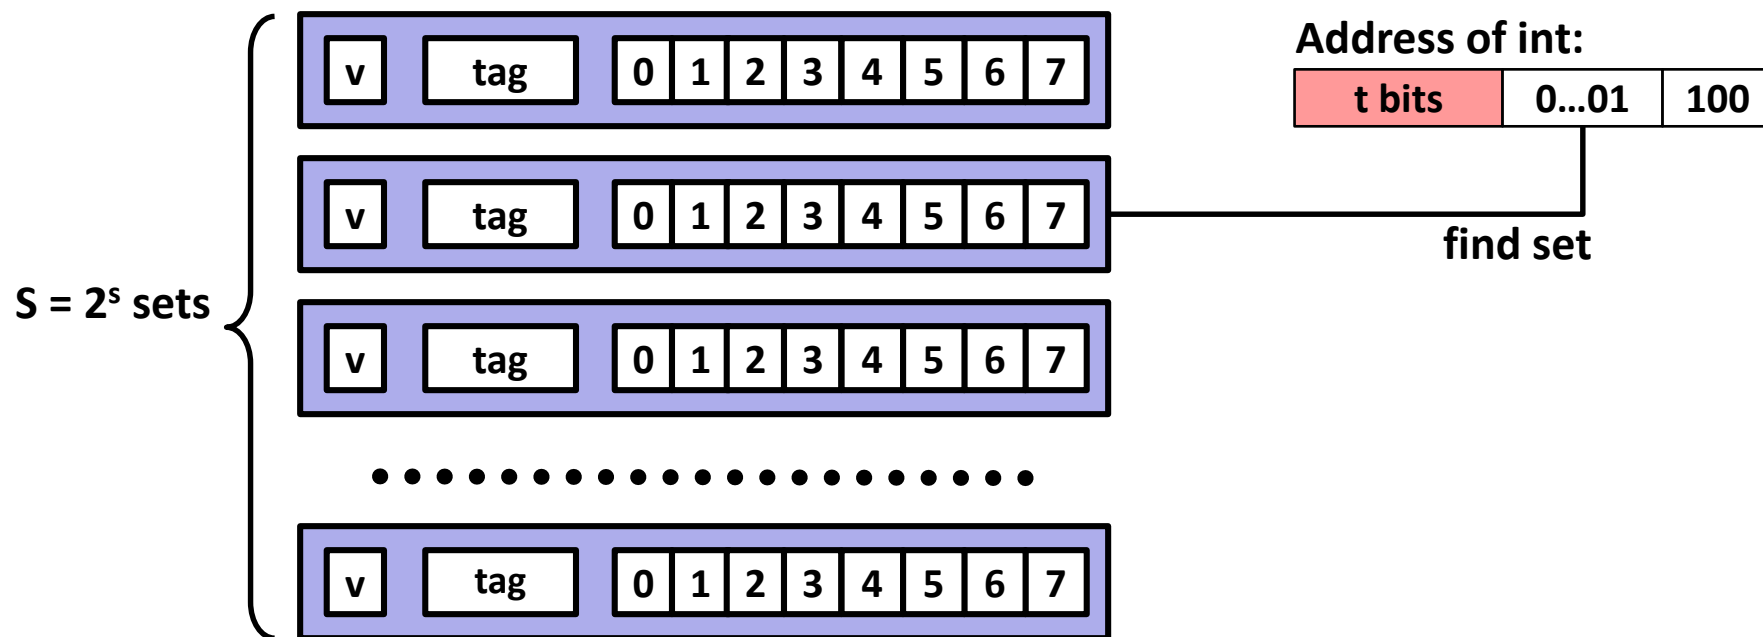 v tag 0 1 2 3 4 5 6 7
Address of int:
t bits 0...01 100
v tag 0 1 2 3 4 5 6 7
find set
S = 2ˢ sets
v tag 0 1 2 3 4 5 6 7
v tag 0 1 2 3 4 5 6 7